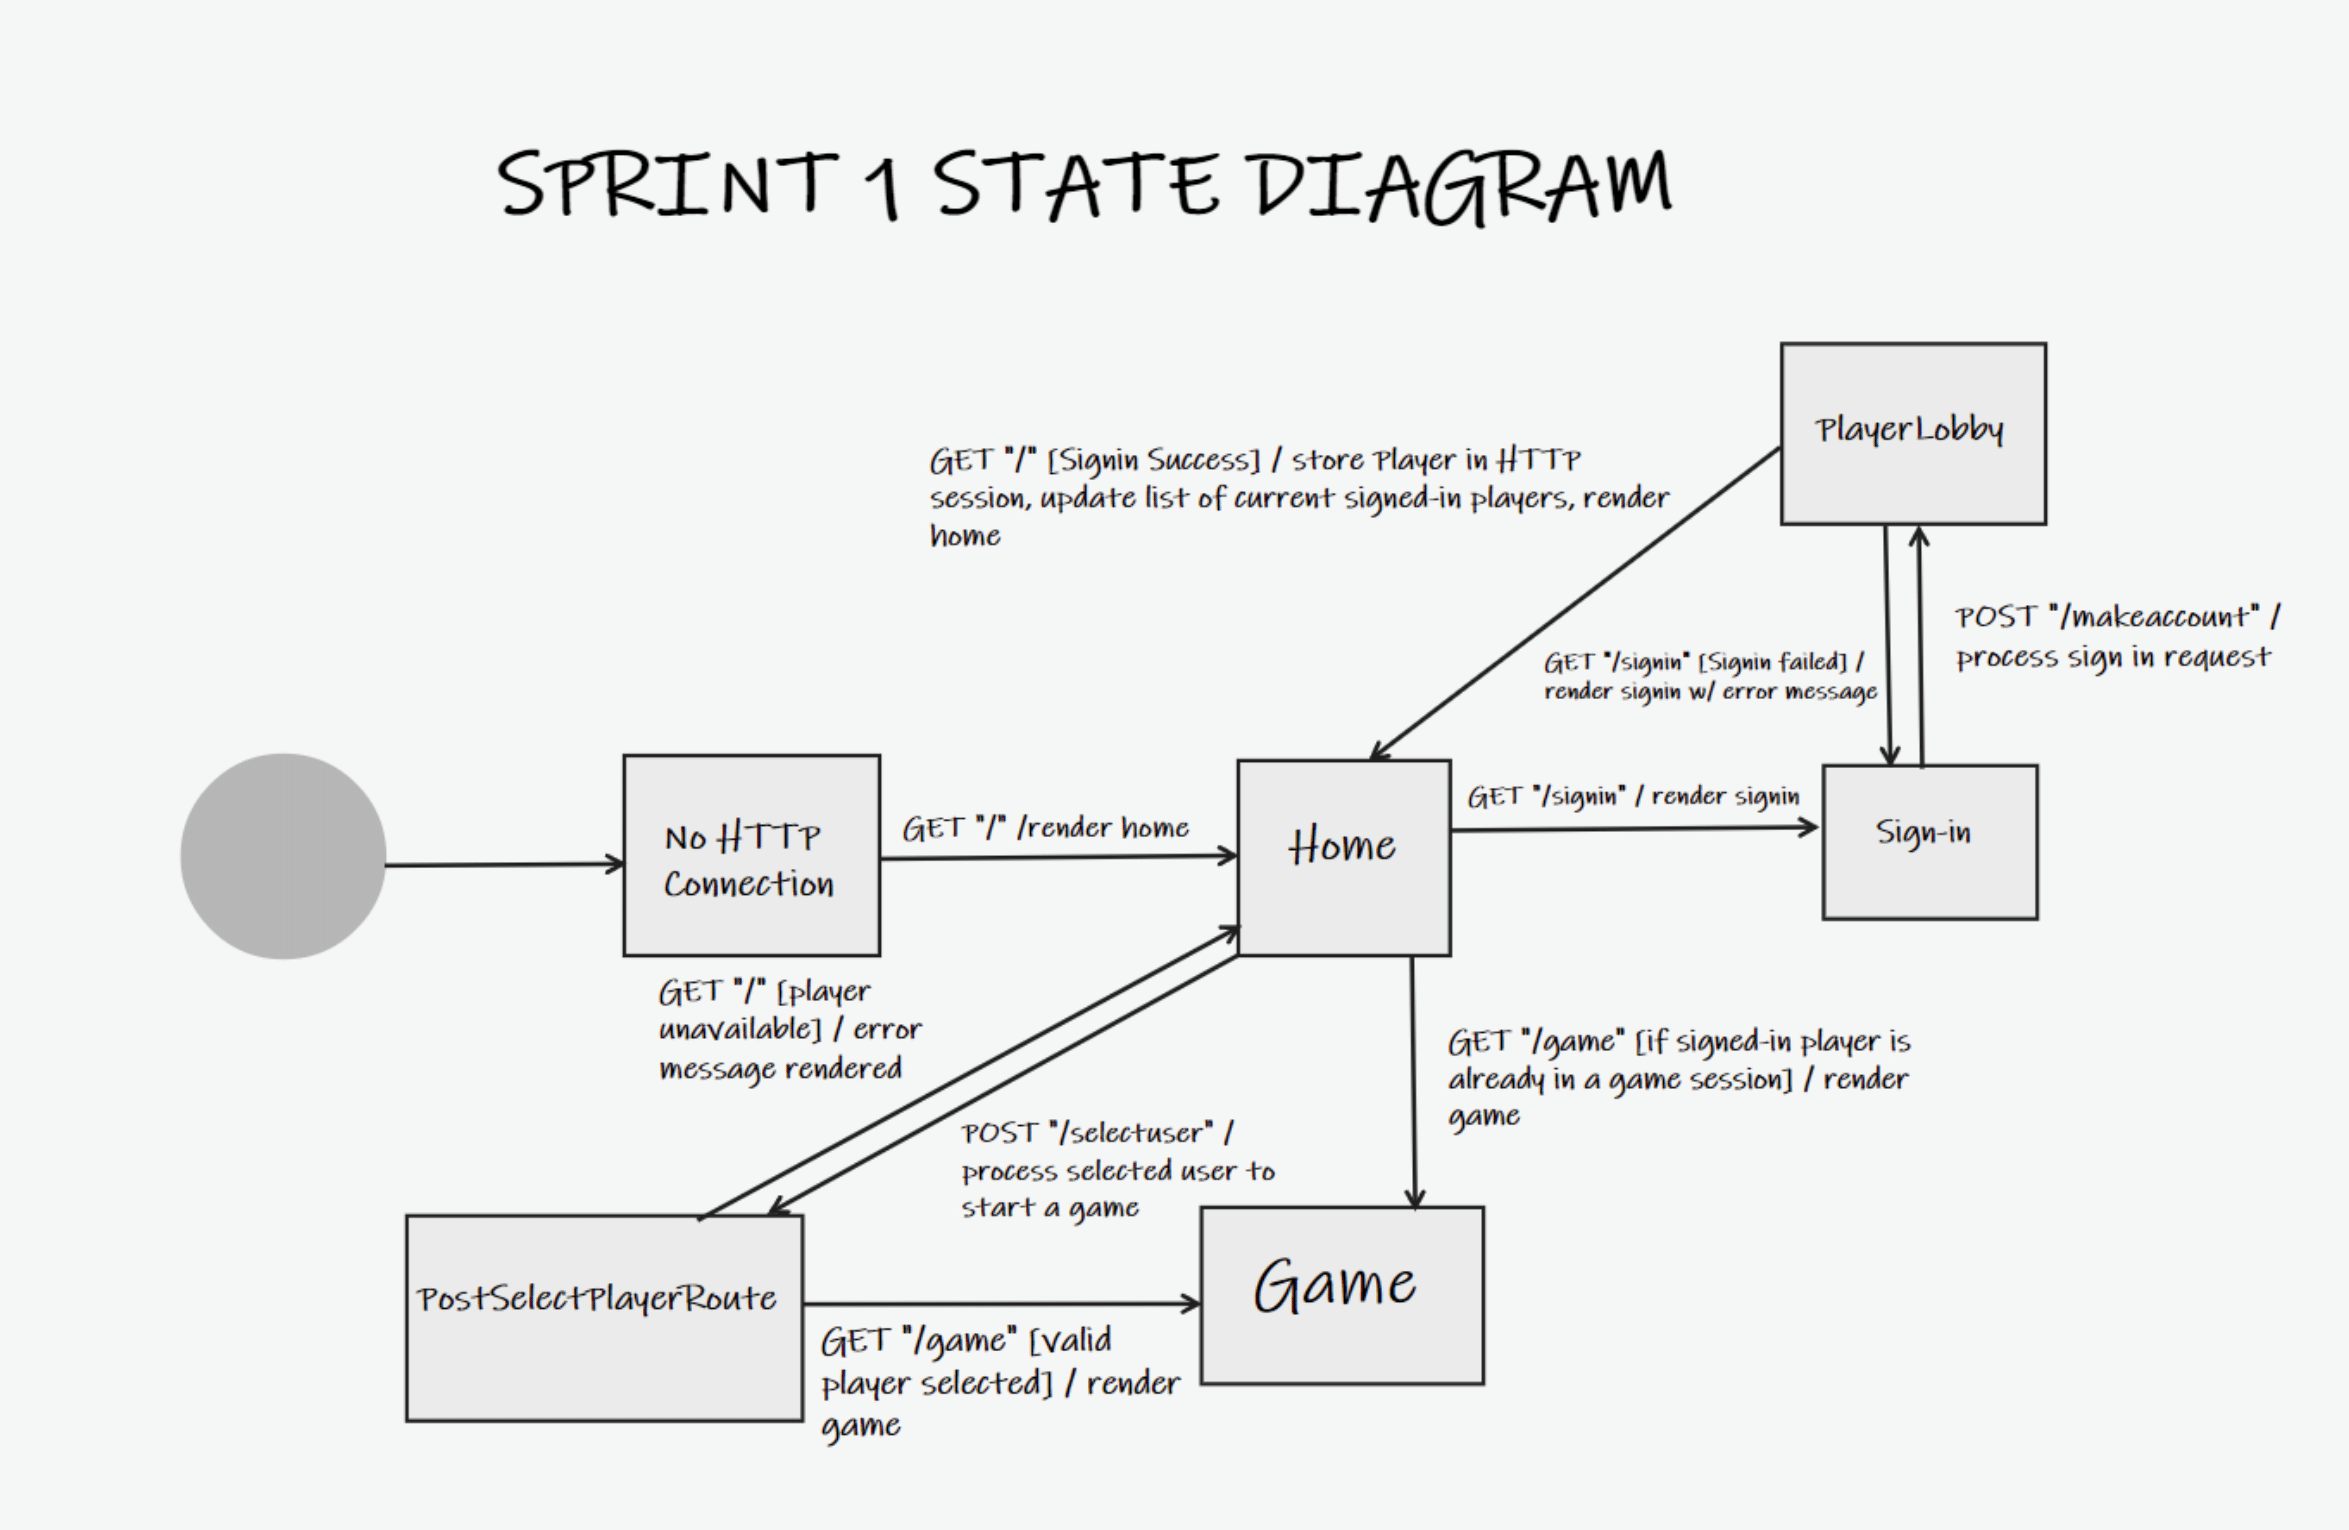 SPRINT 1 STATE DIAGRAM
PlayerLobby
GET "/" [Signin Success] / store Player in HTTP
session, update list of current signed-in players, render
home
POST "/makeaccount" /
process sign in request
GET "/signin" [Signin failed] /
render signin w/ error message
No HTTP
Connection
GET "/" /render home
Home
GET "/signin" / render signin
Sign-in
GET "/" [player
unavailable] / error
message rendered
GET "/game" [if signed-in player is
already in a game session] / render
game
POST "/selectuser" /
process selected user to
start a game
PostSelectPlayerRoute
Game
GET "/game" [valid
player selected] / render
game